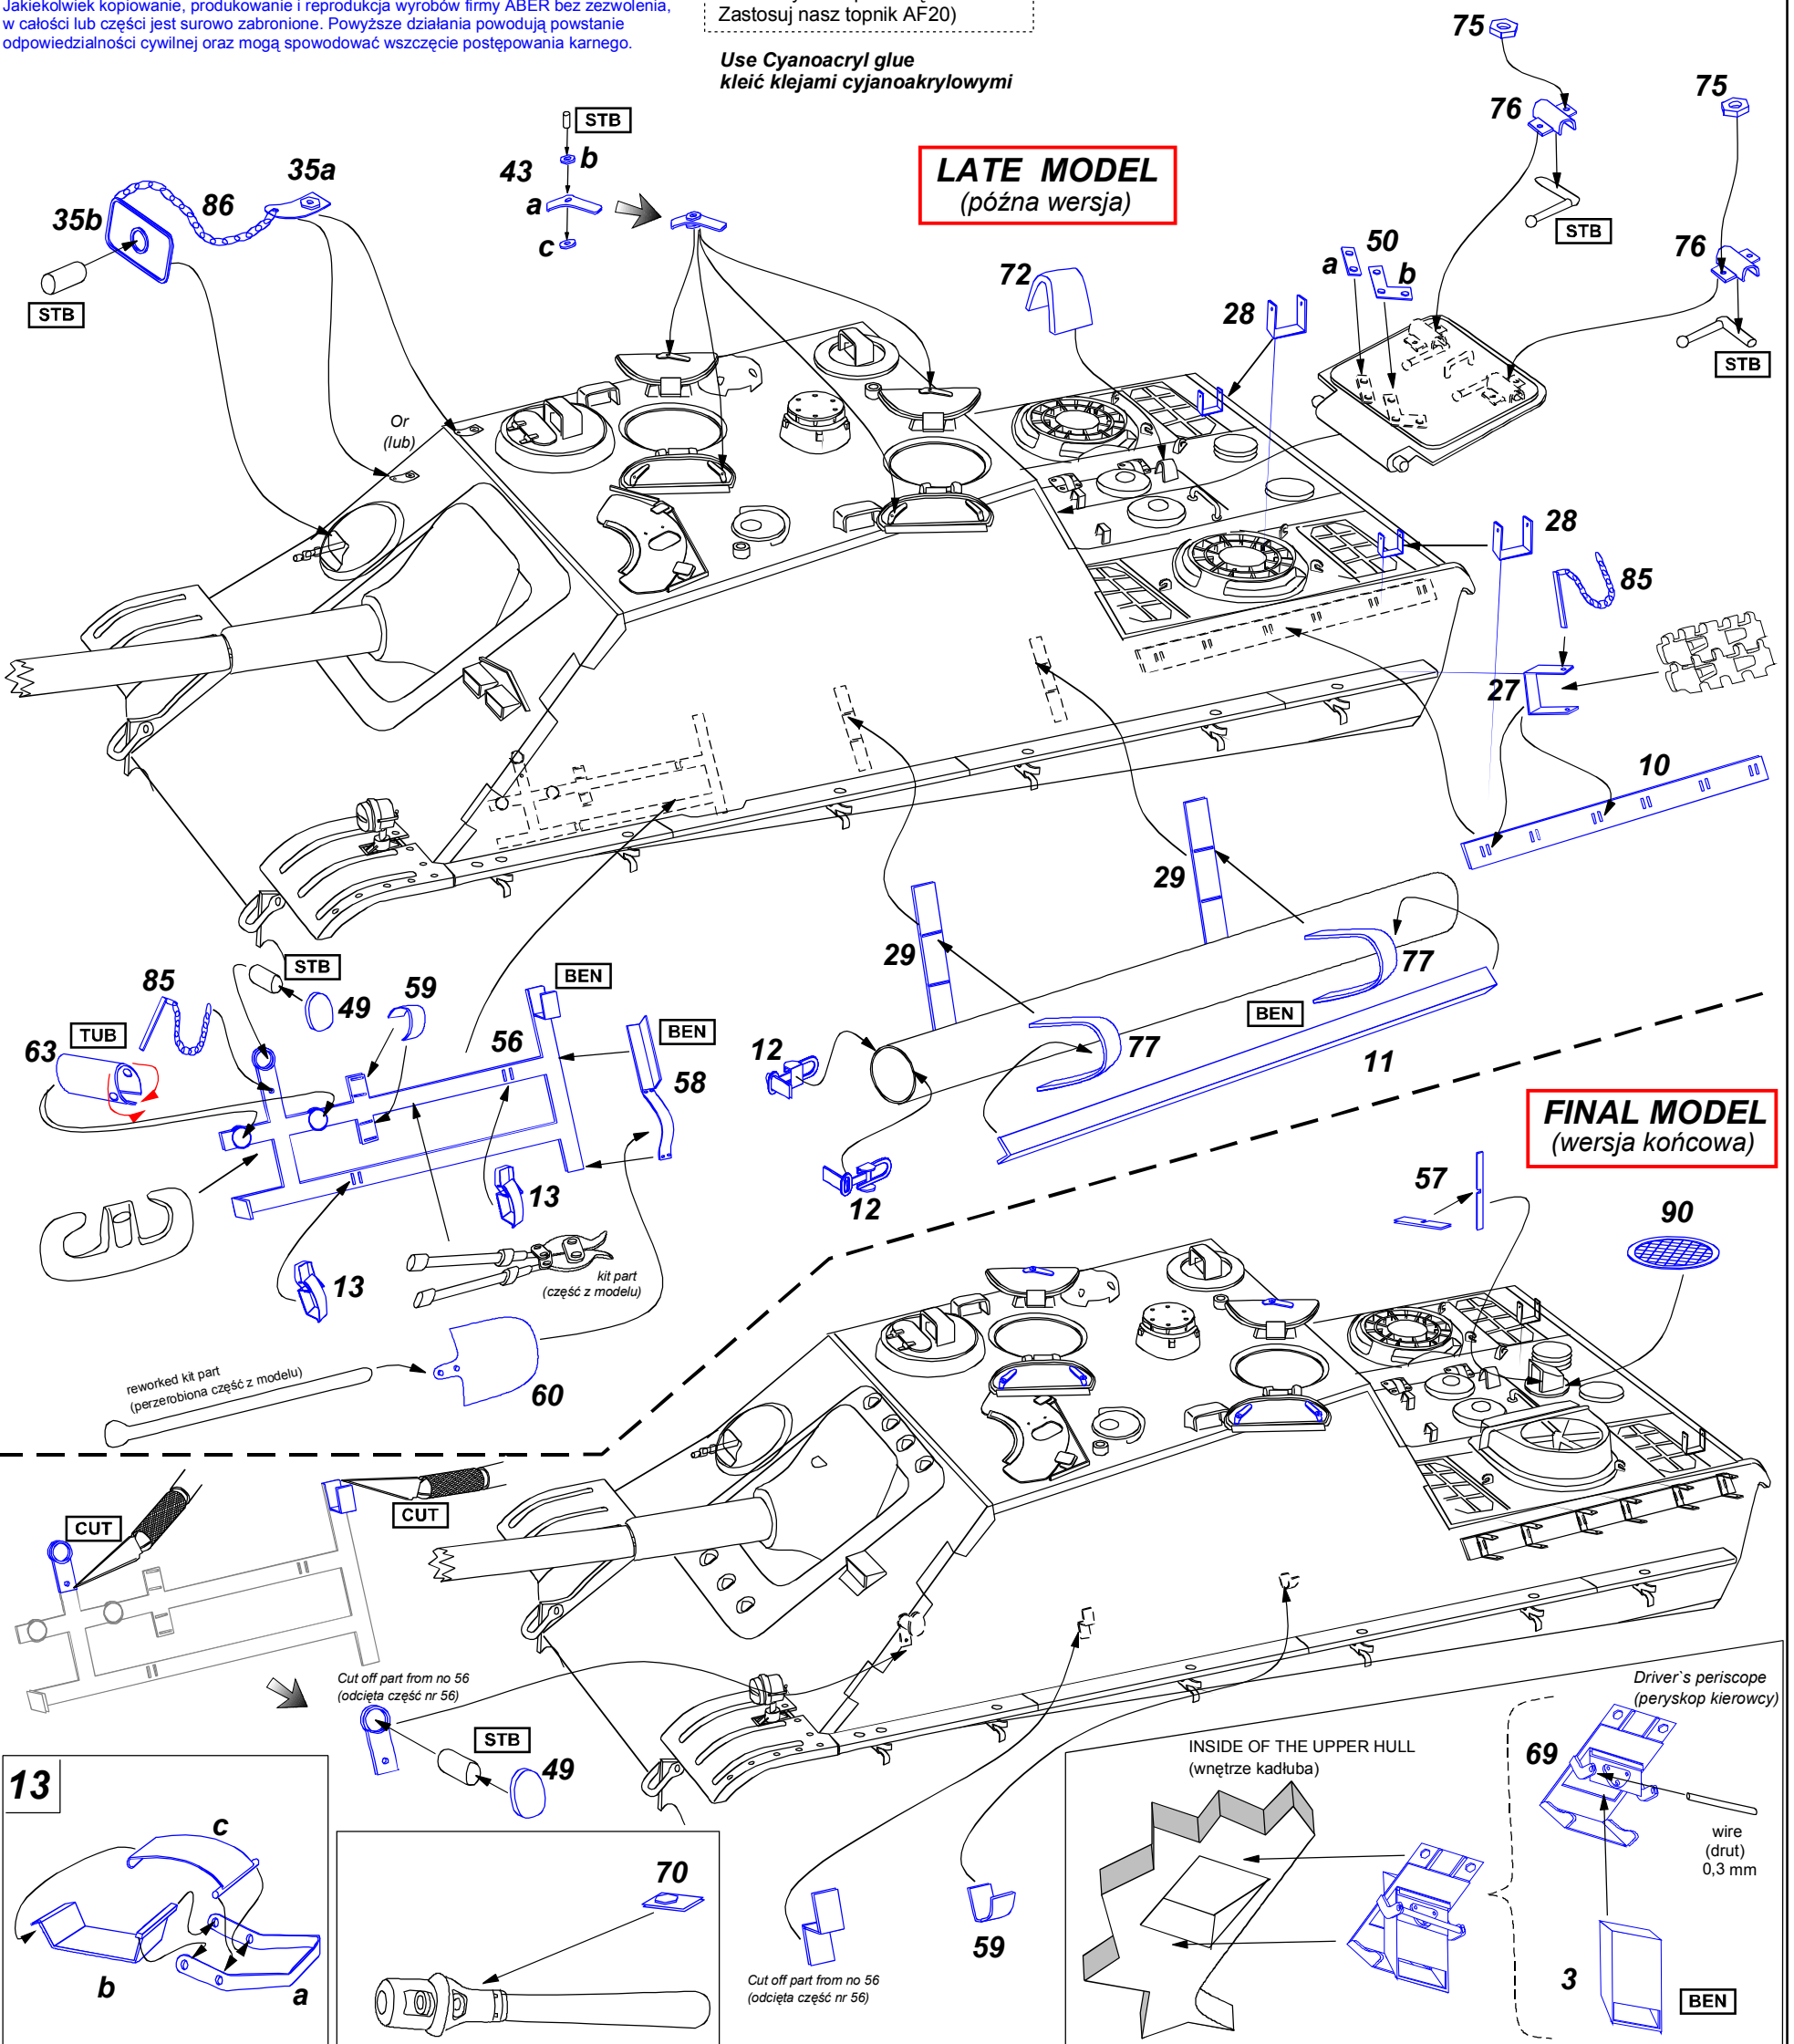 Jakiekolwiek kopiowanie, produkowanie i reprodukcja wyrobów firmy ABER bez zezwolenia,
w całości lub części jest surowo zabronione. Powyższe działania powodują powstanie
odpowiedzialności cywilnej oraz mogą spowodować wszczęcie postępowania karnego.
Zastosuj nasz topnik AF20)
Use Cyanoacryl glue
kleić klejami cyjanoakrylowymi
75
75
76
76
STB
STB
STB
43
a
b
c
35a
86
35b
STB
LATE MODEL
(późna wersja)
50
a
b
72
28
28
Or
(lub)
85
27
10
29
29
77
77
BEN
11
12
12
STB
49
59
BEN
85
TUB
63
56
BEN
58
13
13
kit part
(część z modelu)
reworked kit part
(perzerobiona część z modelu)
60
FINAL MODEL
(wersja końcowa)
57
90
CUT
CUT
Cut off part from no 56
(odcięta część nr 56)
STB
49
13
c
b
a
70
Cut off part from no 56
(odcięta część nr 56)
59
INSIDE OF THE UPPER HULL
(wnętrze kadłuba)
Driver`s periscope
(peryskop kierowcy)
69
wire
(drut)
0,3 mm
3
BEN